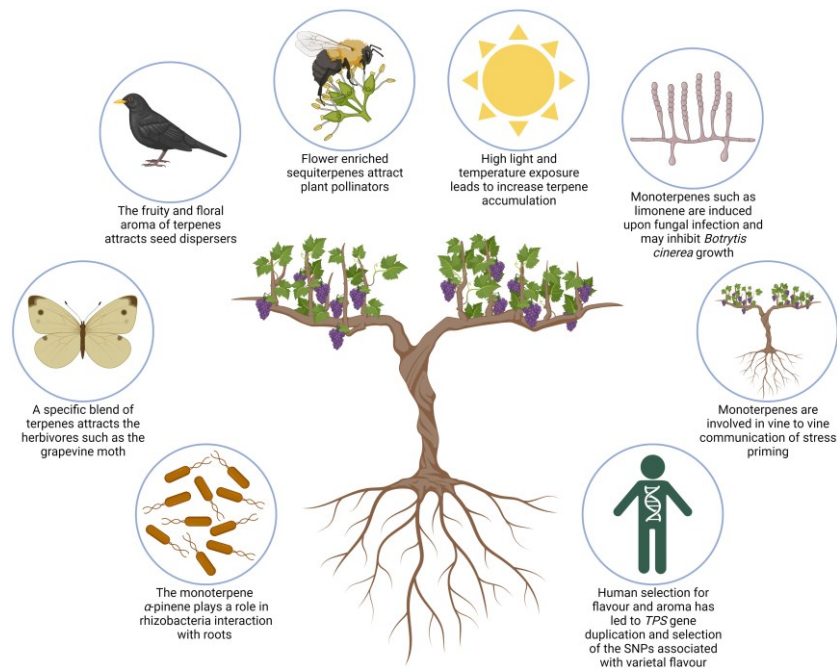 Flower enriched
sequiterpenes attract
plant pollinators
High light and
temperature exposure
leads to increase terpene
accumulation
The fruity and floral
aroma of terpenes
attracts seed dispersers
Monoterpenes such as
limonene are induced
upon fungal infection and
may inhibit Botrytis
cinerea growth
A specific blend of
terpenes attracts the
herbivores such as the
grapevine moth
Monoterpenes are
involved in vine to vine
communication of stress
priming
The monoterpene
α-pinene plays a role in
rhizobacteria interaction
with roots
Human selection for
flavour and aroma has
led to TPS gene
duplication and selection
of the SNPs associated
with varietal flavour